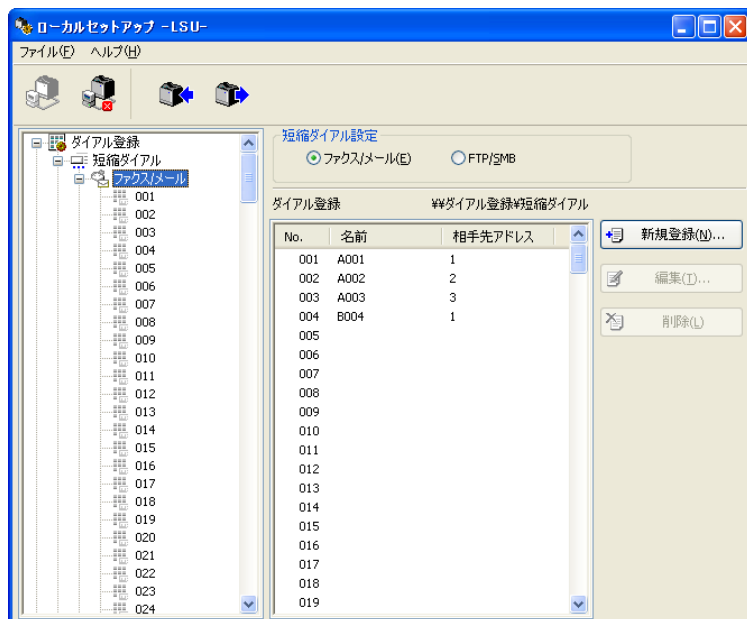 ローカルセットアップ -LSU-
ファイル(F) ヘルプ(H)
ダイアル登録
短縮ダイアル
ファクス/メール
001
002
003
004
005
006
007
008
009
010
011
012
013
014
015
016
017
018
019
020
021
022
023
024
短縮ダイアル設定
ファクス/メール(E) FTP/SMB
ダイアル登録 ¥¥ダイアル登録¥短縮ダイアル
No. 名前 相手先アドレス
001 A001 1
002 A002 2
003 A003 3
004 B004 1
005
006
007
008
009
010
011
012
013
014
015
016
017
018
019
新規登録(N)...
編集(T)...
削除(L)